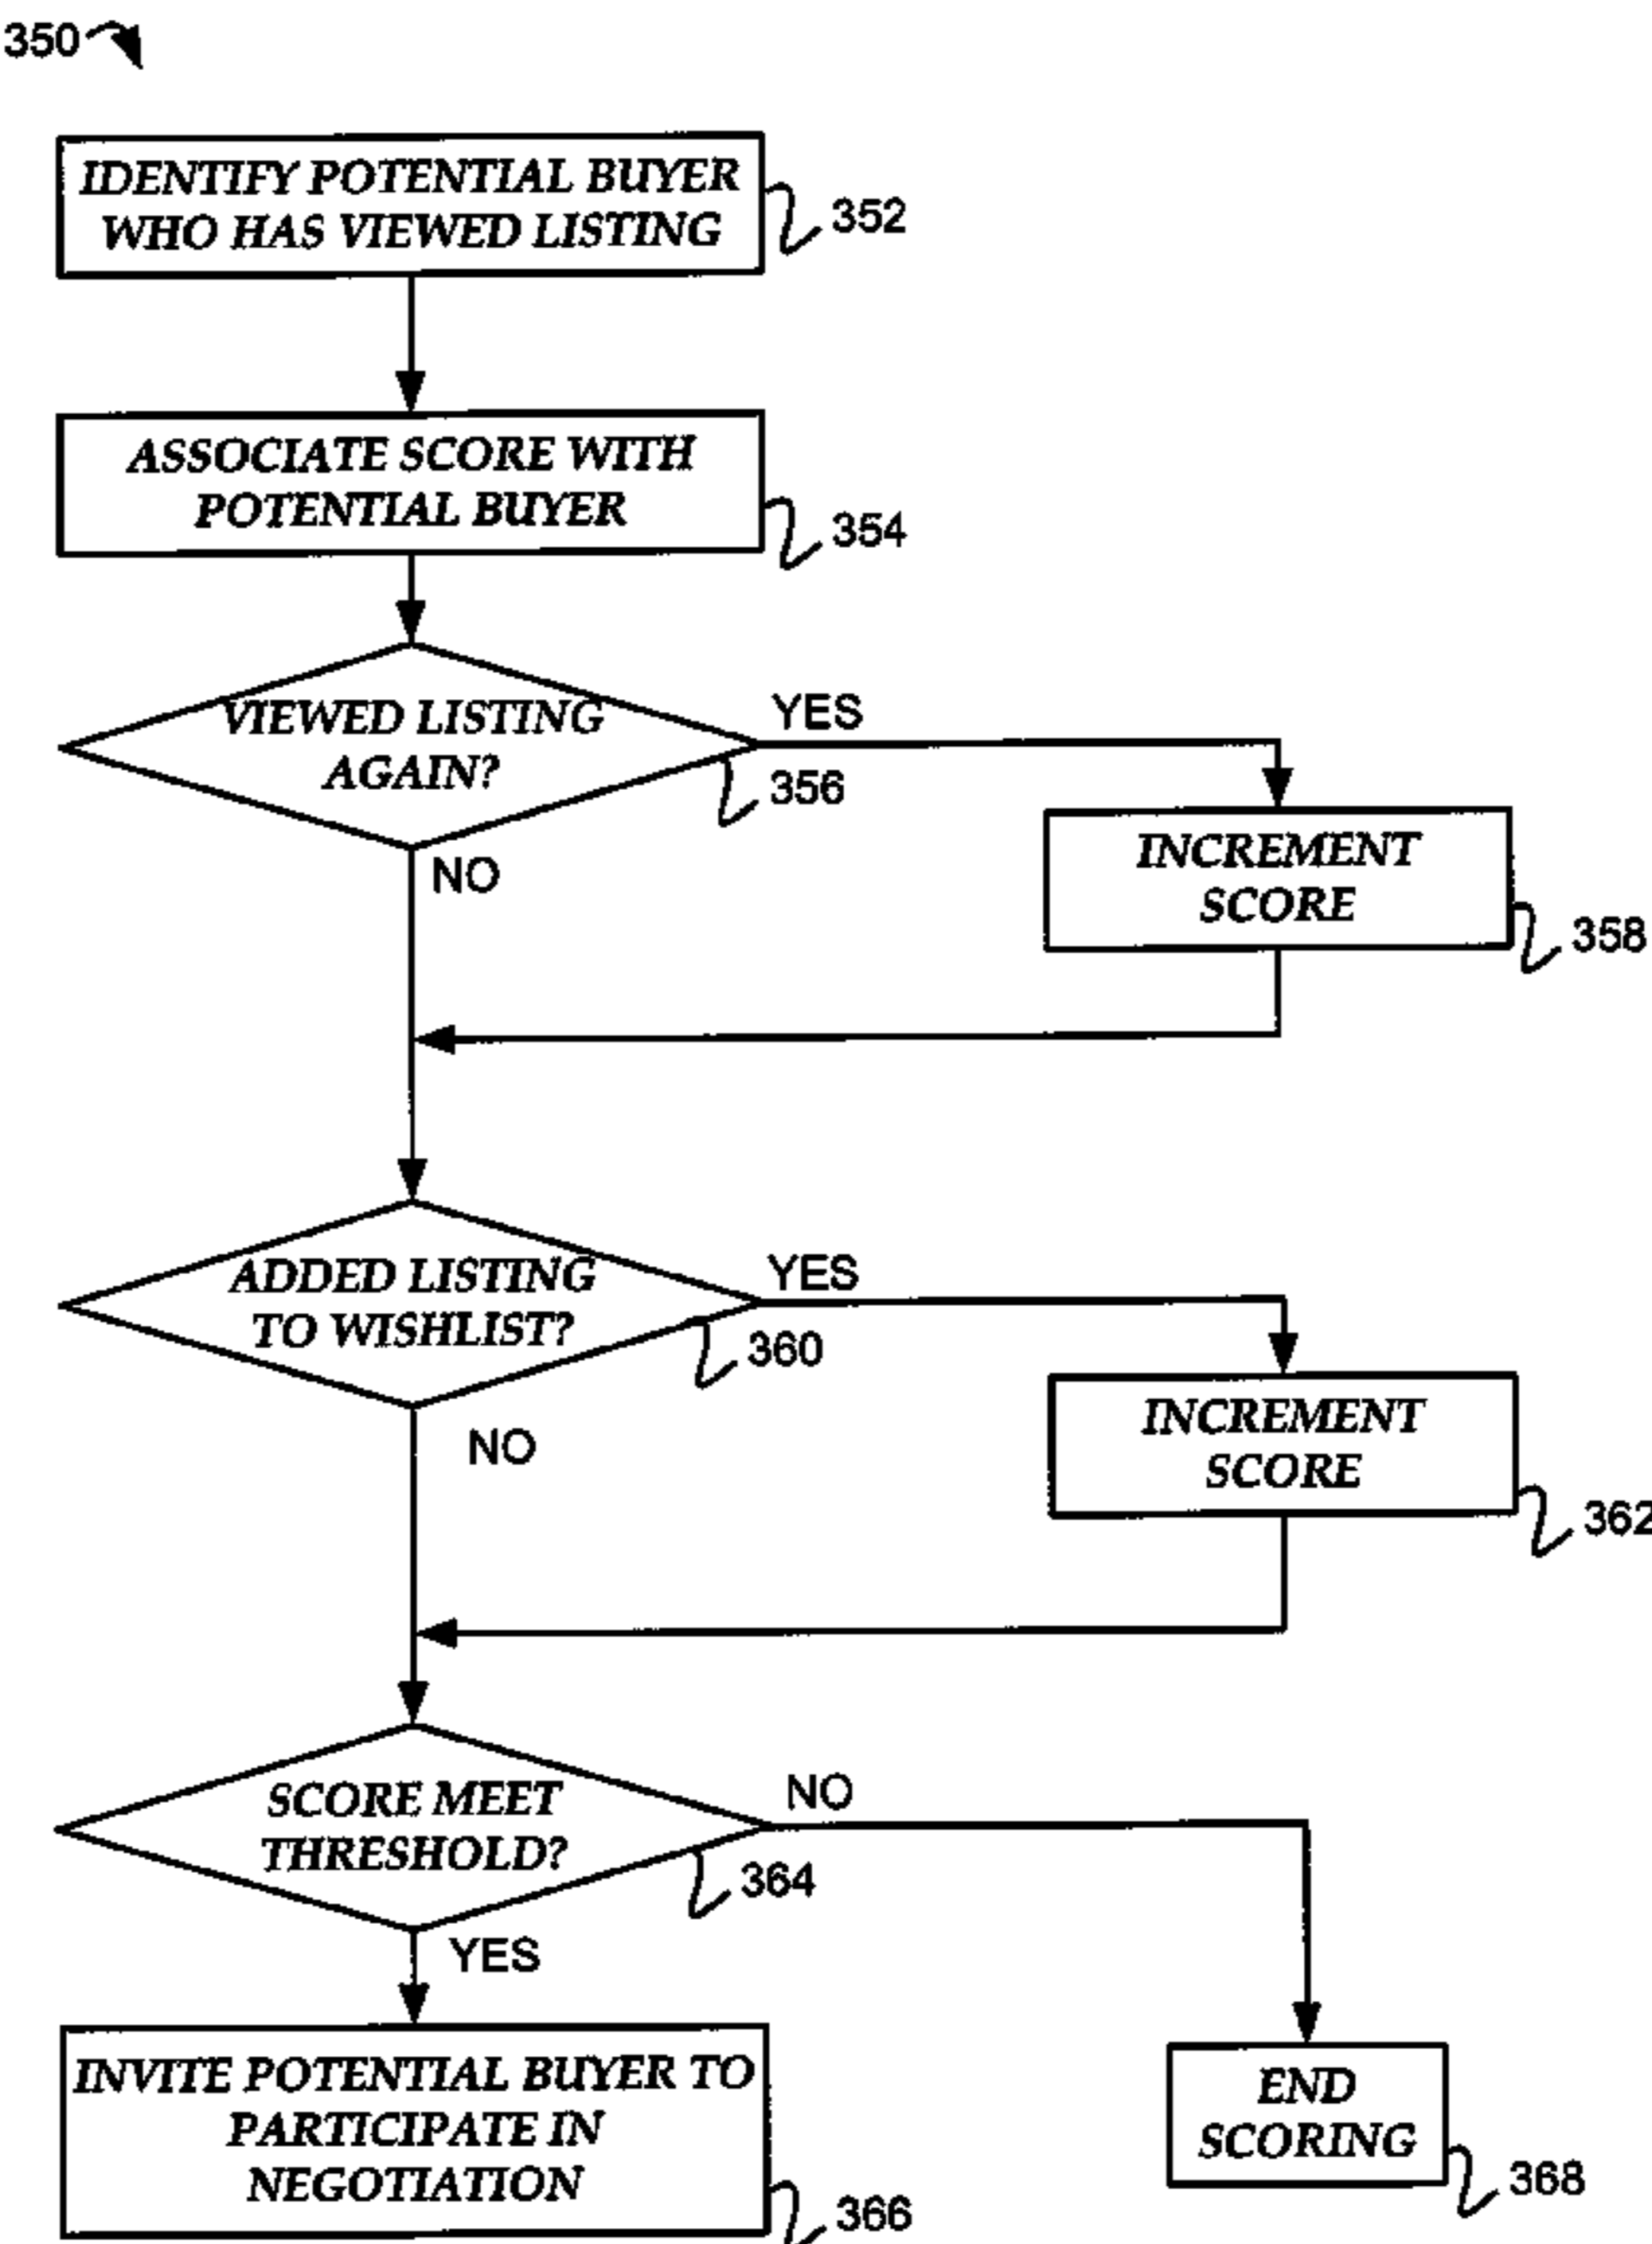 350
IDENTIFY POTENTIAL BUYER
WHO HAS VIEWED LISTING
352
ASSOCIATE SCORE WITH
POTENTIAL BUYER
354
VIEWED LISTING
AGAIN?
YES
356
NO
INCREMENT
SCORE
358
ADDED LISTING
TO WISHLIST?
YES
360
NO
INCREMENT
SCORE
362
SCORE MEET
THRESHOLD?
NO
364
YES
INVITE POTENTIAL BUYER TO
PARTICIPATE IN
NEGOTIATION
366
END
SCORING
368